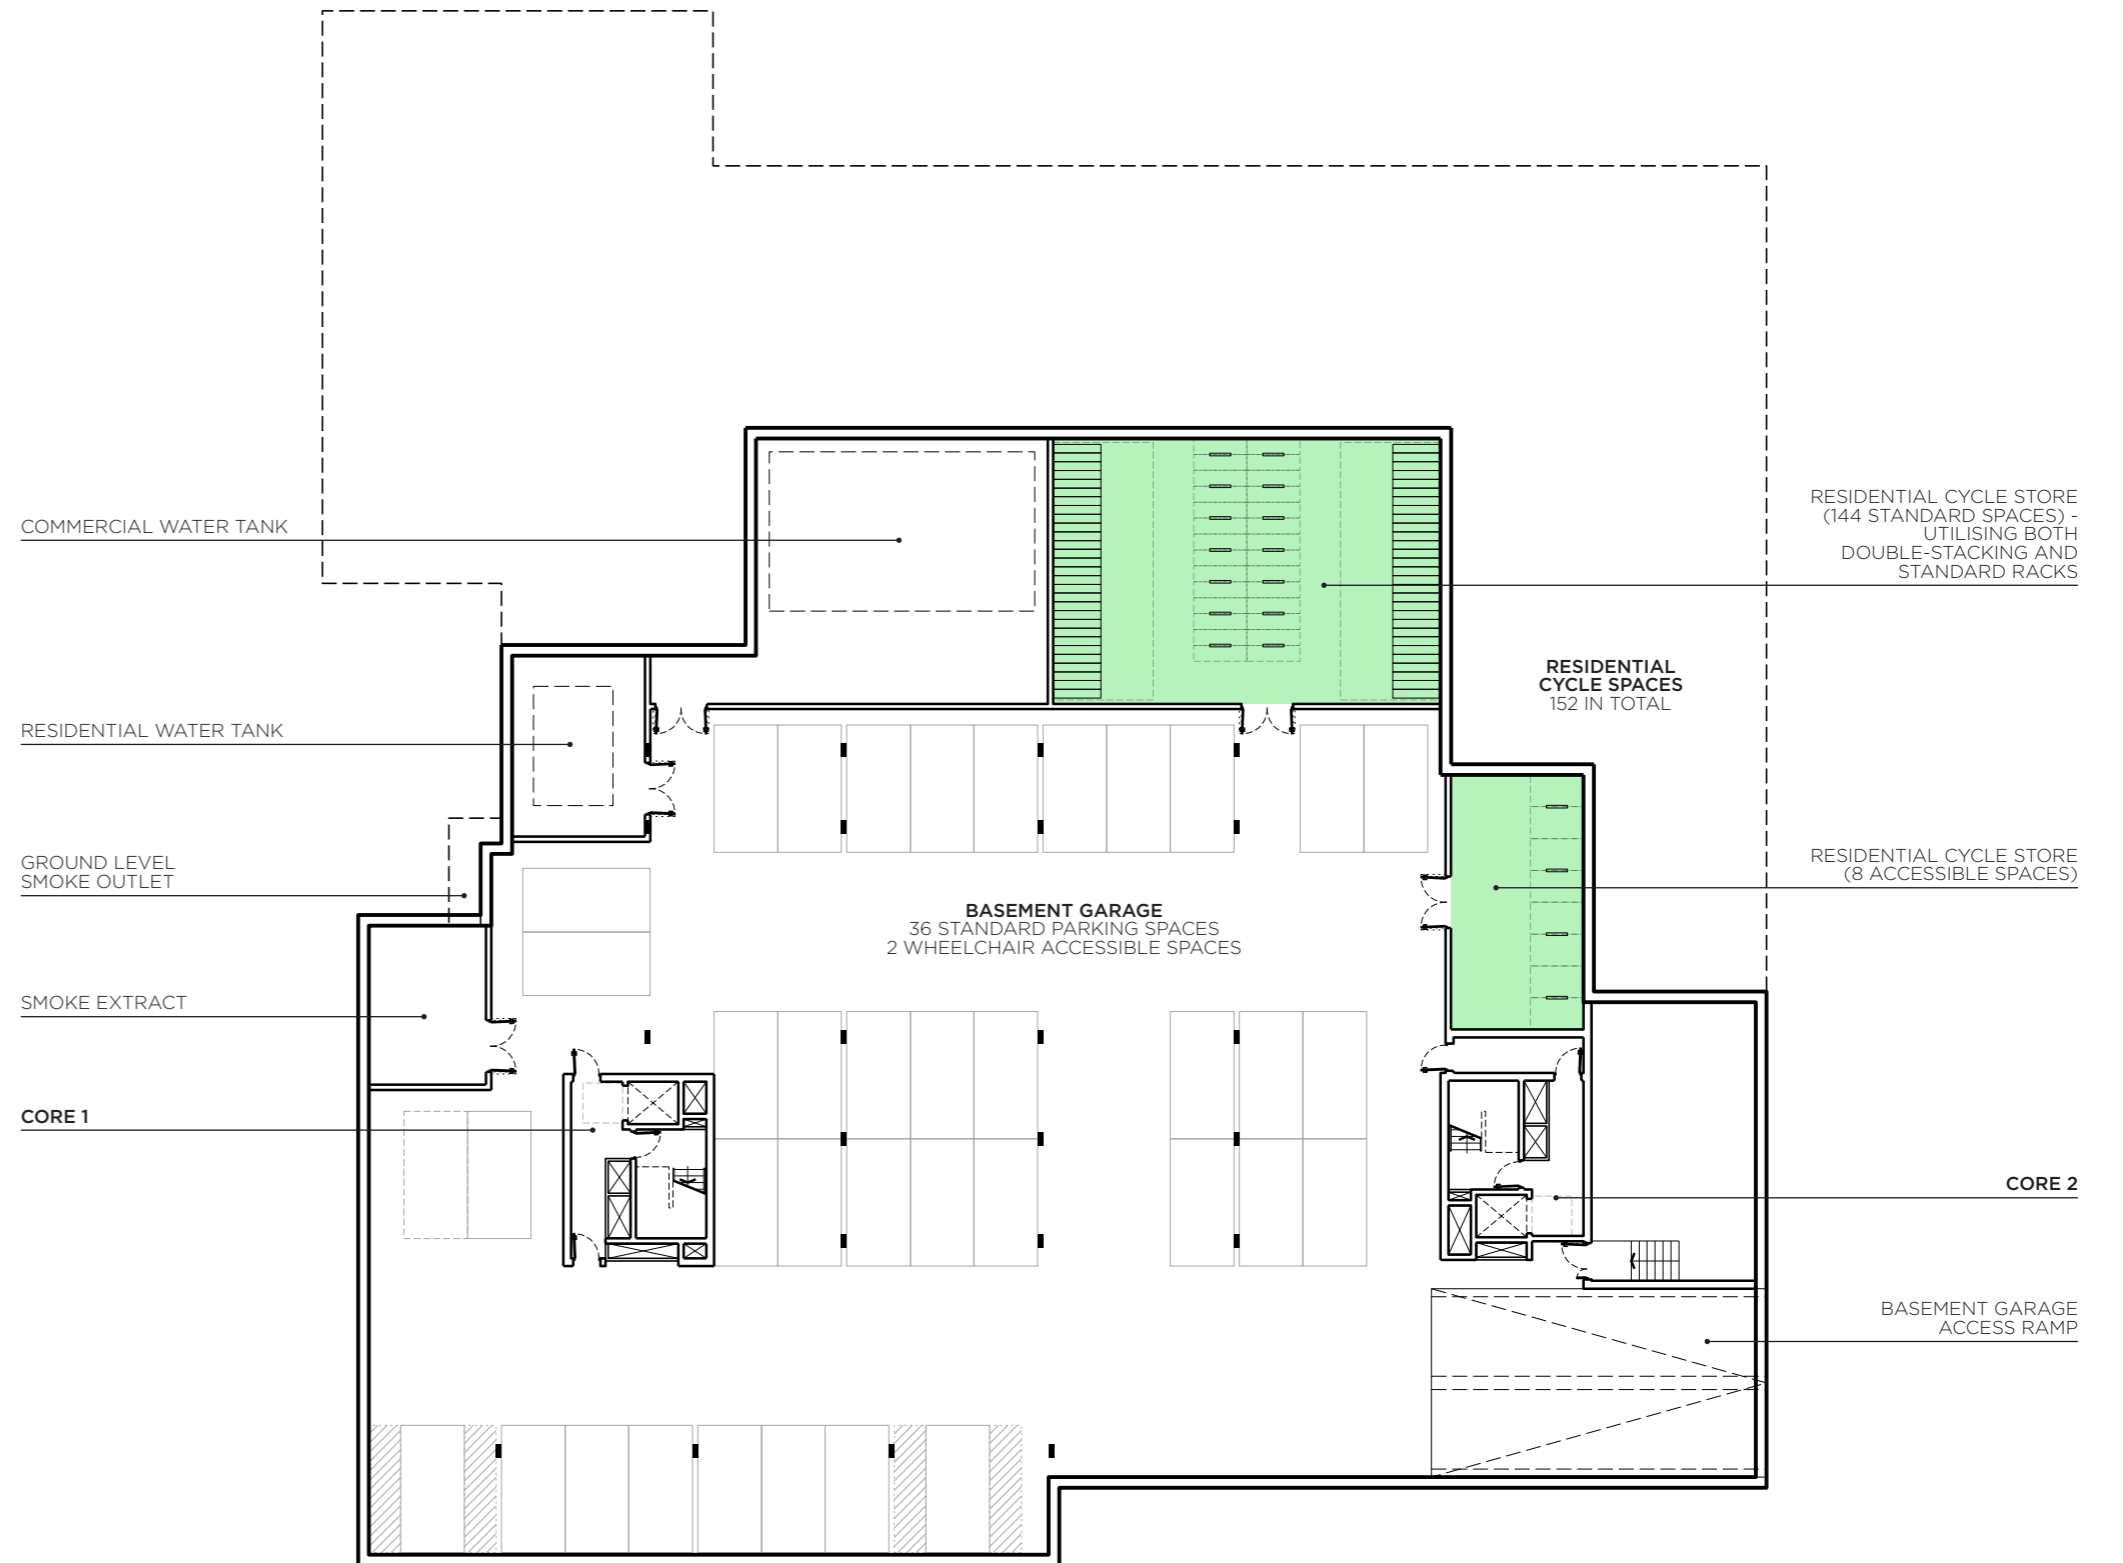 COMMERCIAL WATER TANK
RESIDENTIAL WATER TANK
GROUND LEVEL
SMOKE OUTLET
SMOKE EXTRACT
CORE 1
BASEMENT GARAGE
36 STANDARD PARKING SPACES
2 WHEELCHAIR ACCESSIBLE SPACES
RESIDENTIAL CYCLE STORE
(144 STANDARD SPACES) -
UTILISING BOTH
DOUBLE-STACKING AND
STANDARD RACKS
RESIDENTIAL
CYCLE SPACES
152 IN TOTAL
RESIDENTIAL CYCLE STORE
(8 ACCESSIBLE SPACES)
CORE 2
BASEMENT GARAGE
ACCESS RAMP